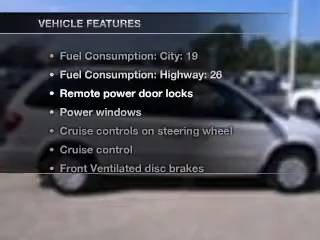 VEHICLE FEATURES
• Fuel Consumption: City: 19
• Fuel Consumption: Highway: 26
• Remote power door locks
• Power windows
• Cruise controls on steering wheel
• Cruise control
• Front Ventilated disc brakes